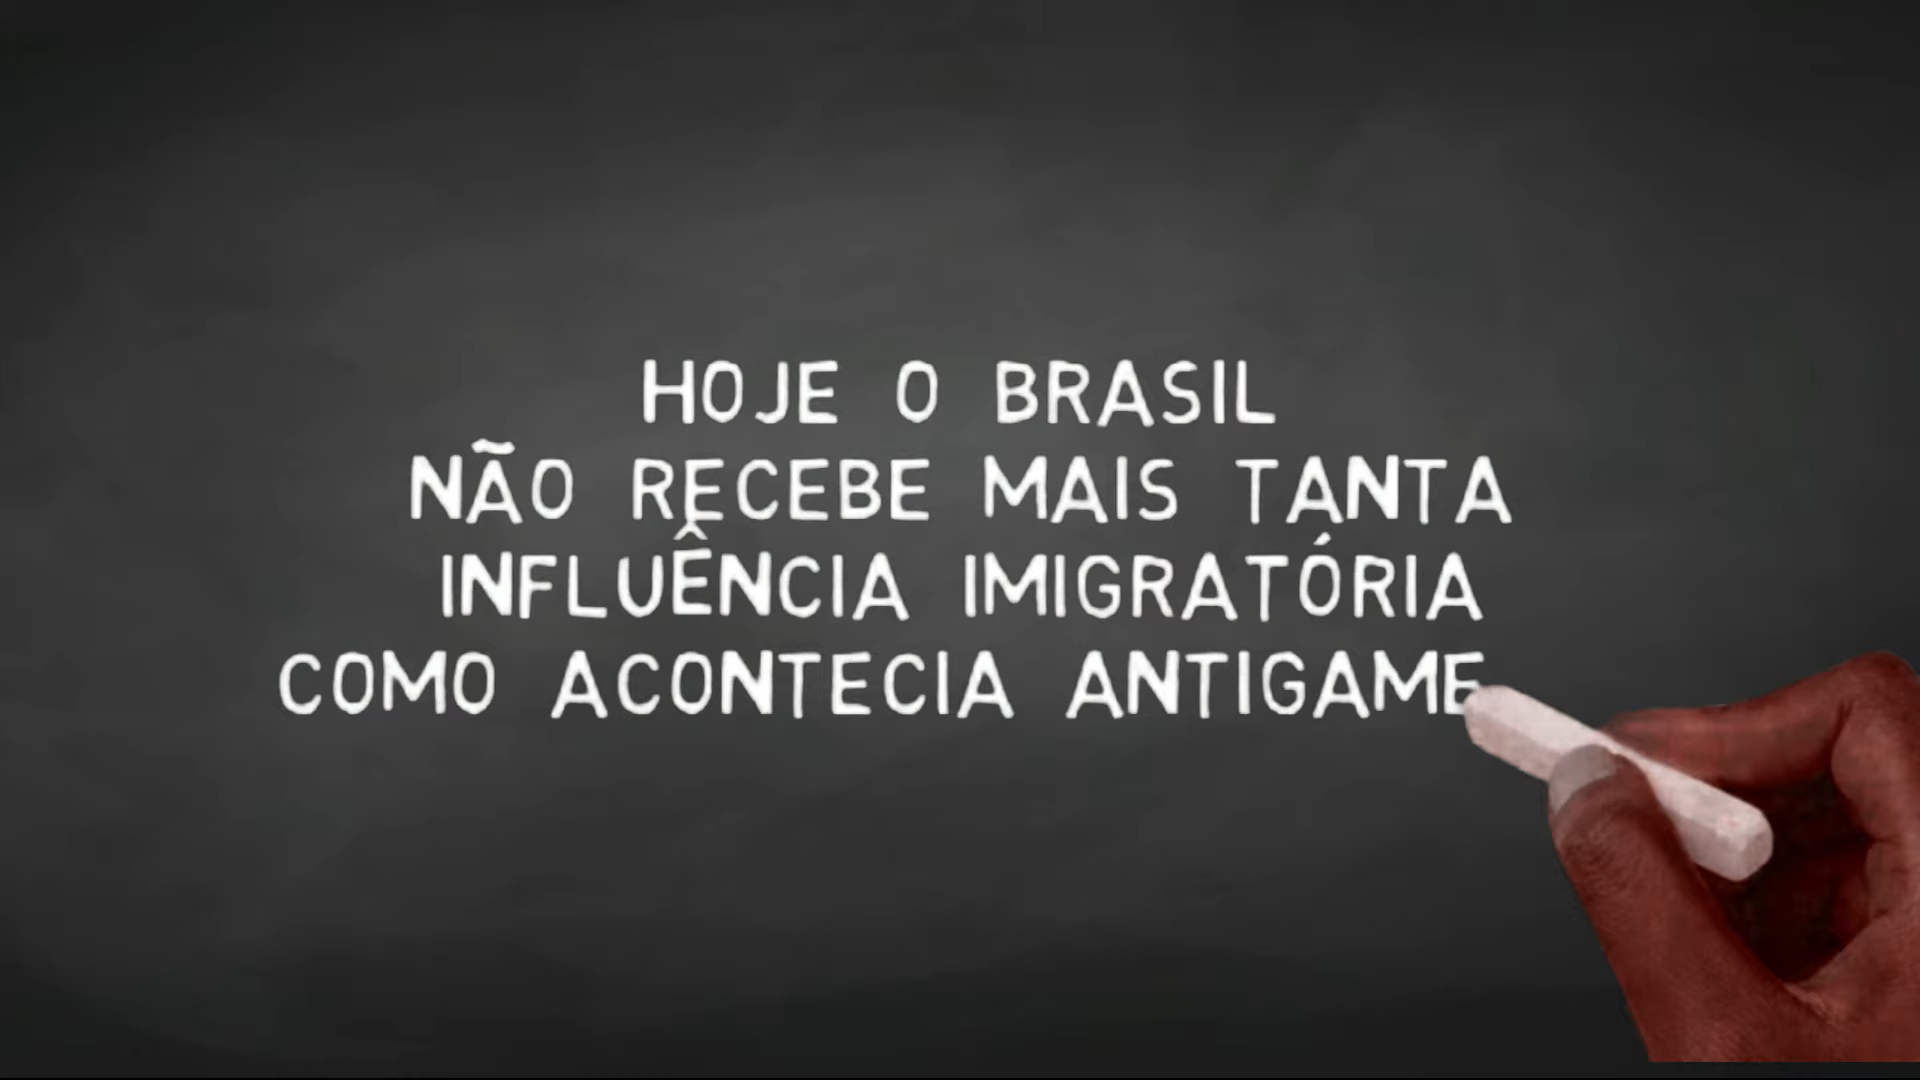 HOJE O BRASIL
NÃO RECEBE MAIS TANTA
INFLUÊNCIA IMIGRATÓRIA
COMO ACONTECIA ANTIGAME